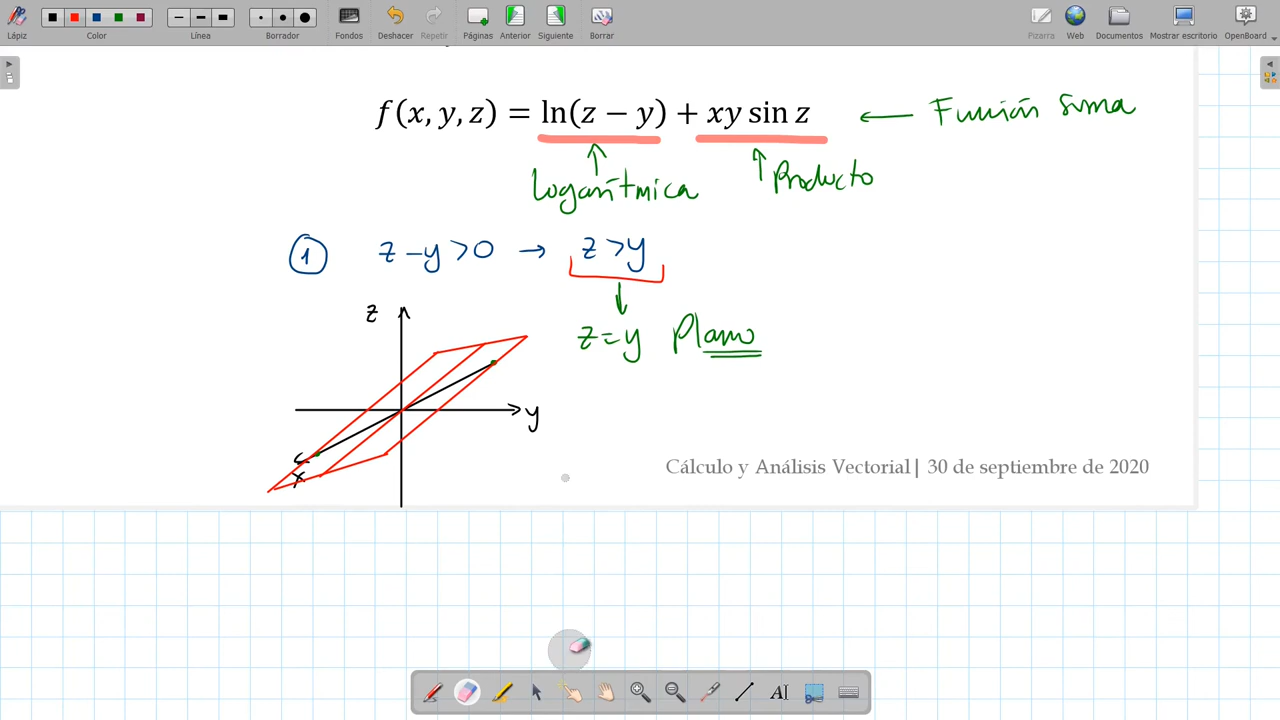 Lápiz Color Línea Borrador Fondos Deshacer Repetir Páginas Anterior Siguiente Borrar Pizarra Web Documentos Mostrar escritorio OpenBoard
f(x, y, z) = ln(z − y) + xy sin z ← Función suma
Logarítmica Producto
1 z - y > 0 → z > y
z = y Plano
z
y
x
Cálculo y Análisis Vectorial| 30 de septiembre de 2020